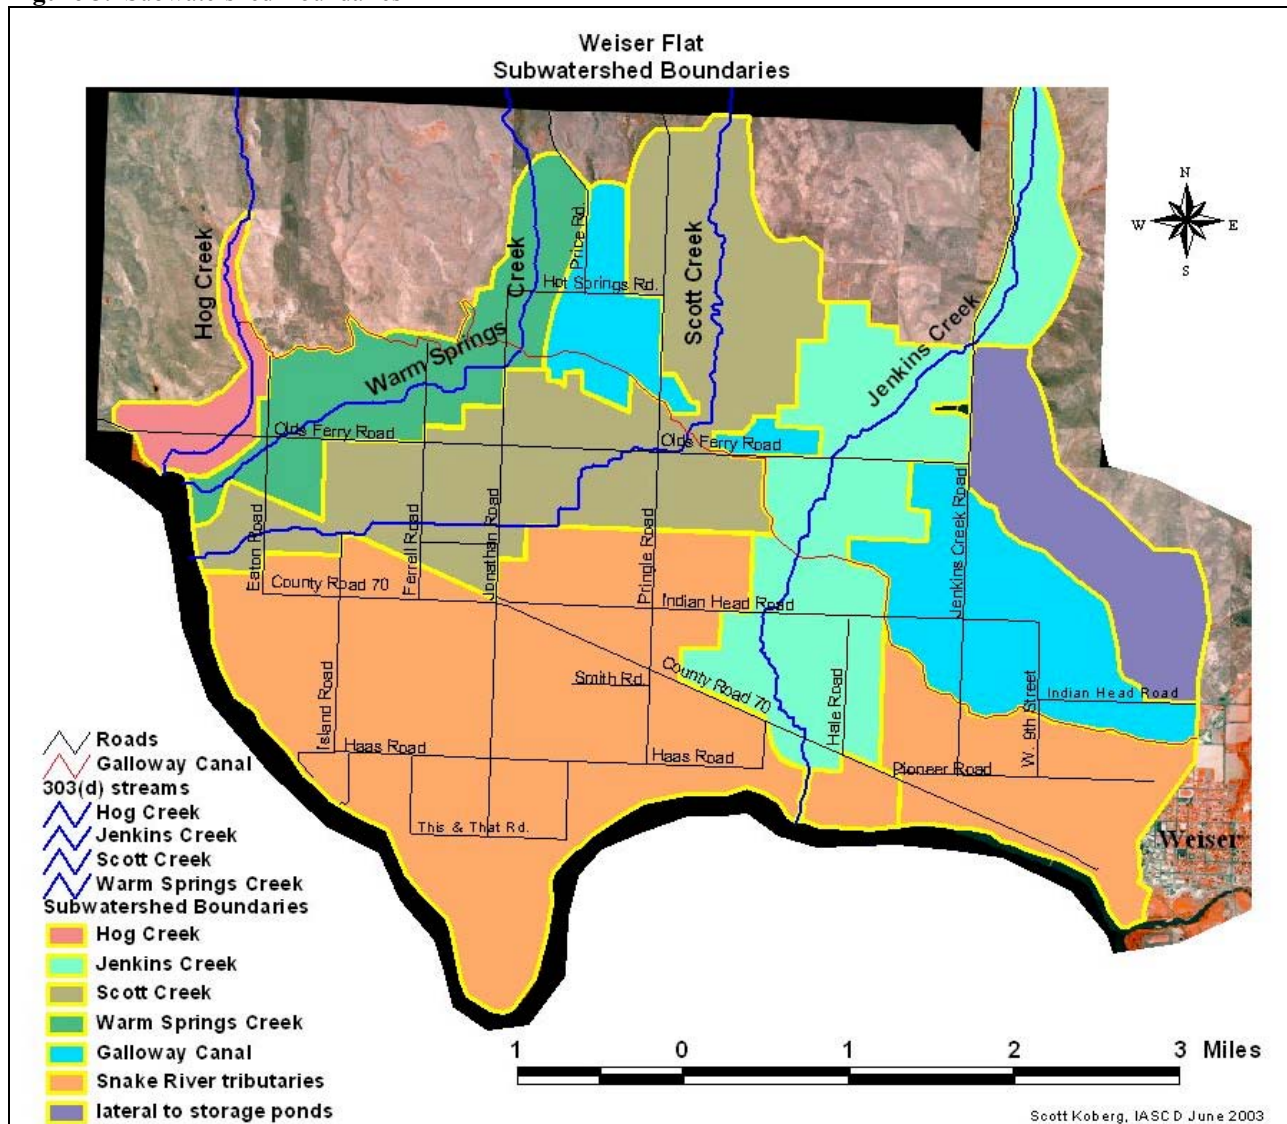 Weiser Flat
Subwatershed Boundaries
N
W
E
S
Hog Creek
Warm Springs
Creek
Price Rd.
Hot Springs Rd.
Scott Creek
Jenkins Creek
Olds Ferry Road
Olds Ferry Road
Eaton Road
Ferrell Road
Jonathan Road
Pringle Road
Jenkins Creek Road
County Road 70
Indian Head Road
Island Road
Smith Rd.
County Road 70
Hale Road
W. 9th Street
Indian Head Road
Haas Road
Haas Road
Pioneer Road
This & That Rd.
Weiser
Roads
Galloway Canal
303(d) streams
Hog Creek
Jenkins Creek
Scott Creek
Warm Springs Creek
Subwatershed Boundaries
Hog Creek
Jenkins Creek
Scott Creek
Warm Springs Creek
Galloway Canal
Snake River tributaries
lateral to storage ponds
1 0 1 2 3 Miles
Scott Koberg, IASCD June 2003